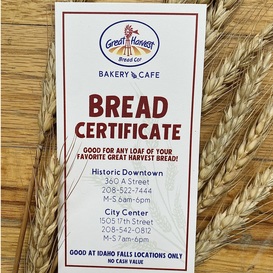 Great Harvest
Bread Co.
BAKERY CAFE
BREAD
CERTIFICATE
GOOD FOR ANY LOAF OF YOUR
FAVORITE GREAT HARVEST BREAD!
Historic Downtown
360 A Street
208-522-7444
M-S 6am-6pm
City Center
1505 17th Street
208-542-0812
M-S 7am-6pm
GOOD AT IDAHO FALLS LOCATIONS ONLY
NO CASH VALUE